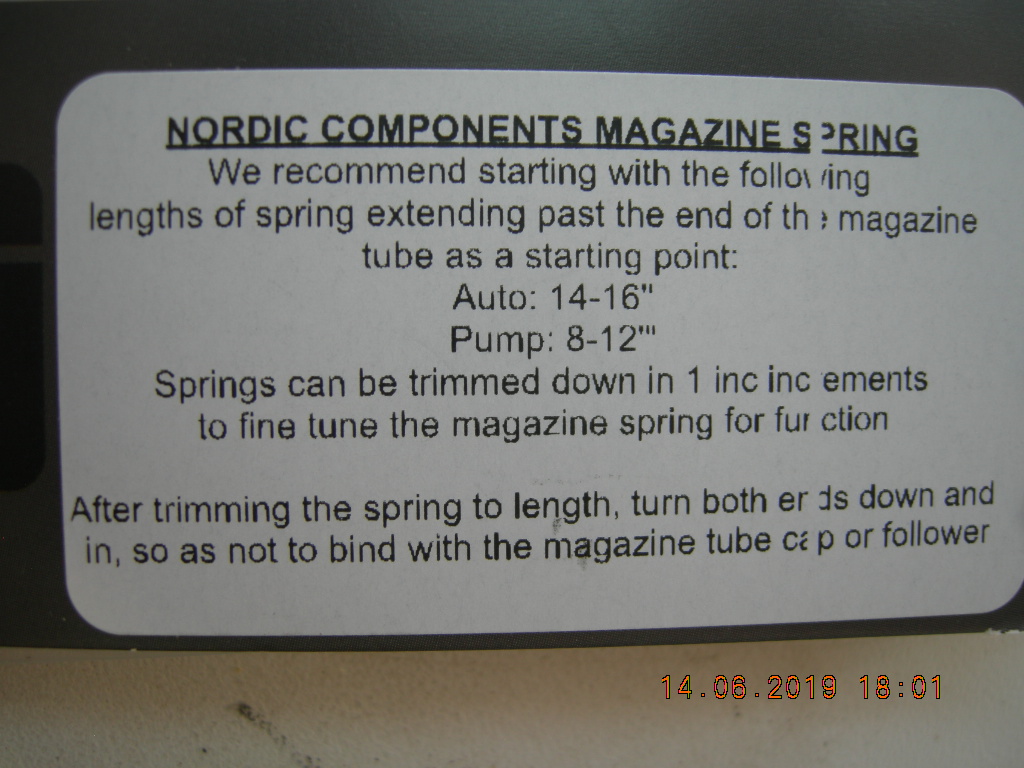 NORDIC COMPONENTS MAGAZINE SPRING
We recommend starting with the following
lengths of spring extending past the end of the magazine
tube as a starting point:
Auto: 14-16"
Pump: 8-12"'
Springs can be trimmed down in 1 inc increments
to fine tune the magazine spring for function
After trimming the spring to length, turn both ends down and
in, so as not to bind with the magazine tube cap or follower
14.06.2019 18:01